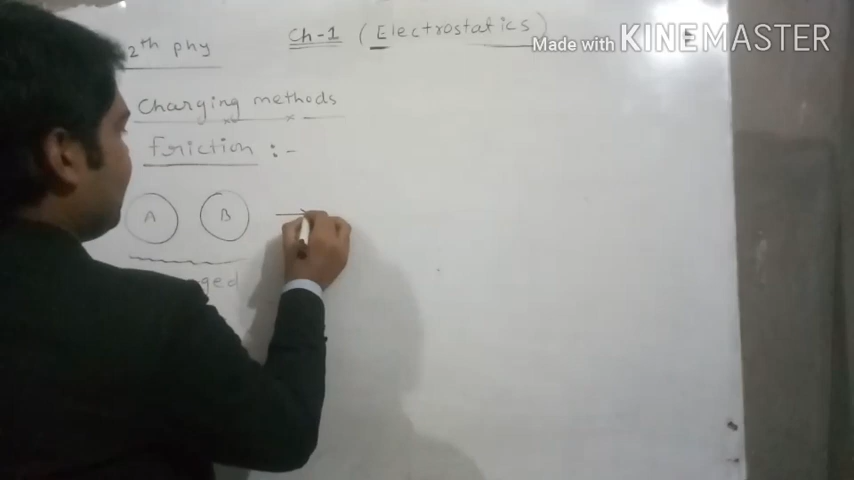 2th phy
Ch-1 (Electrostatics)
Made with KINEMASTER
Charging methods
Friction :-
A B →